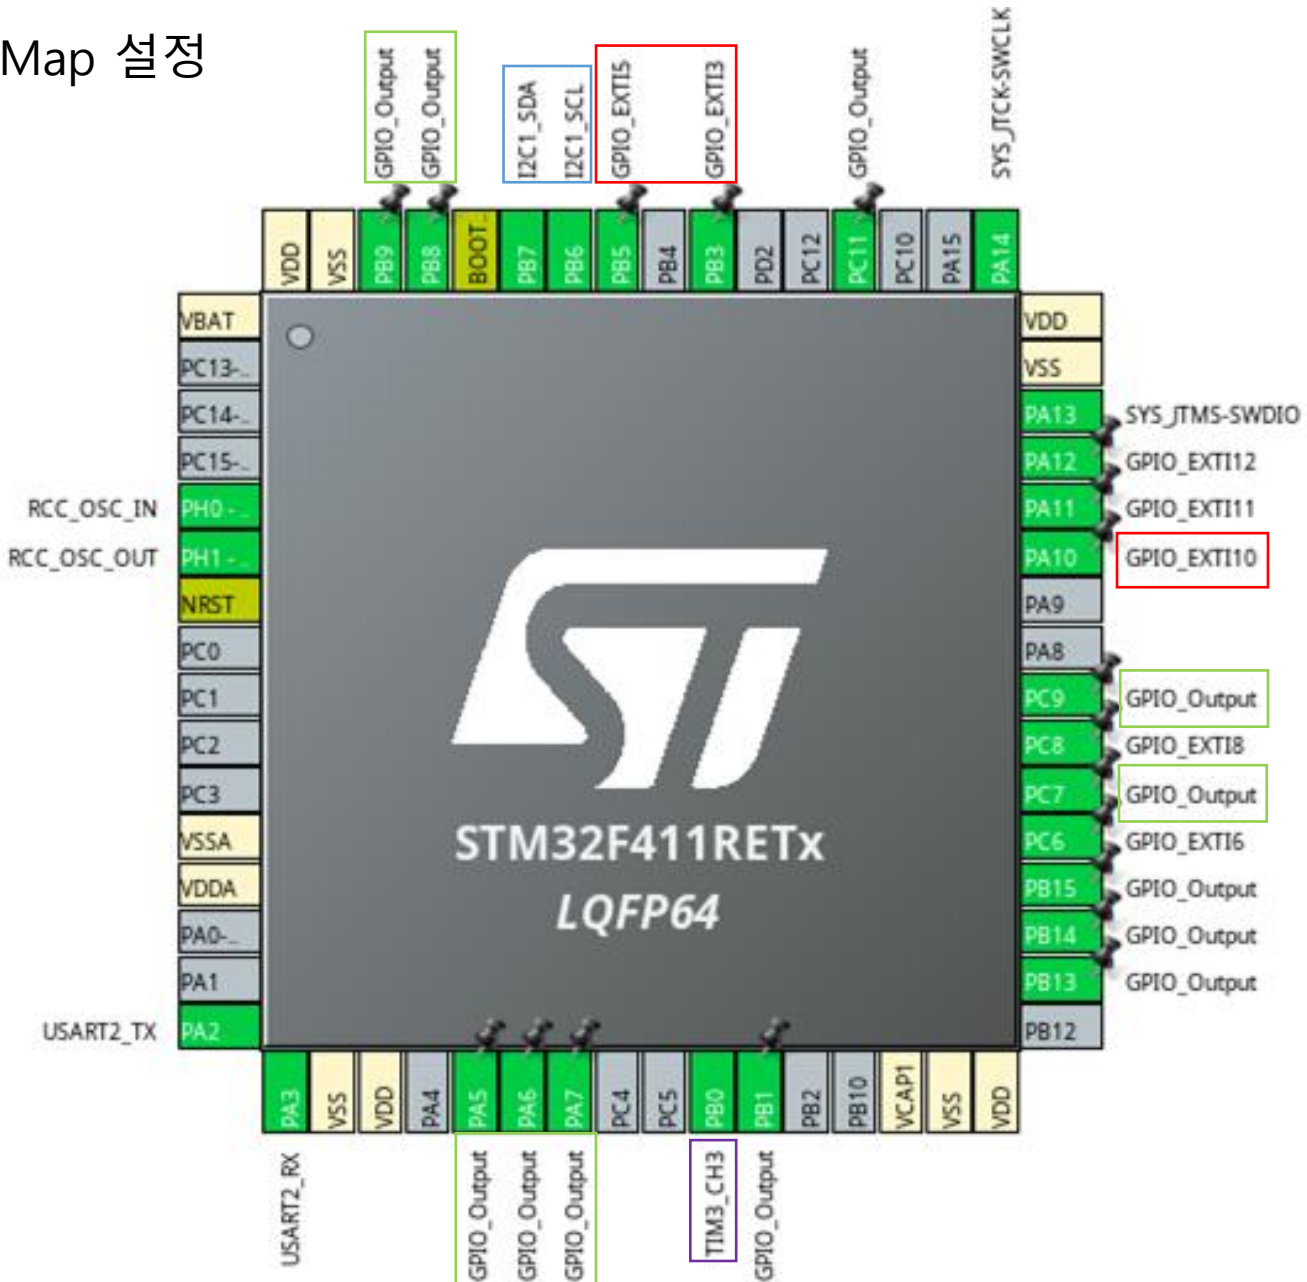 Map 설정
GPIO_Output
GPIO_Output
I2C1_SDA
I2C1_SCL
GPIO_EXTI5
GPIO_EXTI3
GPIO_Output
SYS_JTCK-SWCLK
VDD
VSS
PB9
PB8
BOOT..
PB7
PB6
PB5
PB4
PB3
PD2
PC12
PC11
PC10
PA15
PA14
VBAT
PC13-..
PC14-..
PC15-..
RCC_OSC_IN
PH0 - ..
RCC_OSC_OUT
PH1 - ..
NRST
PC0
PC1
PC2
PC3
VSSA
VDDA
PA0-..
PA1
USART2_TX
PA2
VDD
VSS
PA13
SYS_JTMS-SWDIO
PA12
GPIO_EXTI12
PA11
GPIO_EXTI11
PA10
GPIO_EXTI10
PA9
PA8
PC9
GPIO_Output
PC8
GPIO_EXTI8
PC7
GPIO_Output
PC6
GPIO_EXTI6
PB15
GPIO_Output
PB14
GPIO_Output
PB13
GPIO_Output
PB12
STM32F411RETx
LQFP64
PA3
VSS
VDD
PA4
PA5
PA6
PA7
PC4
PC5
PB0
PB1
PB2
PB10
VCAP1
VSS
VDD
USART2_RX
GPIO_Output
GPIO_Output
GPIO_Output
TIM3_CH3
GPIO_Output